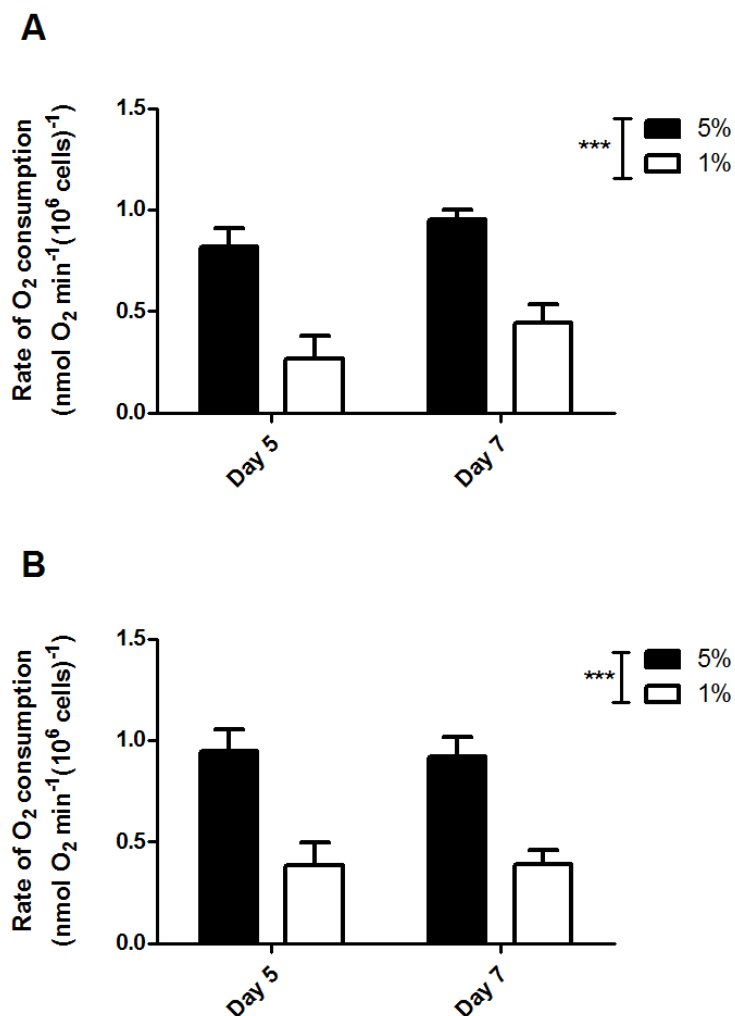 A
Rate of O₂ consumption
(nmol O₂ min⁻¹(10⁶ cells)⁻¹
1.5
1.0
0.5
0.0
***
5%
1%
Day 5
Day 7
B
Rate of O₂ consumption
(nmol O₂ min⁻¹(10⁶ cells)⁻¹
1.5
1.0
0.5
0.0
***
5%
1%
Day 5
Day 7